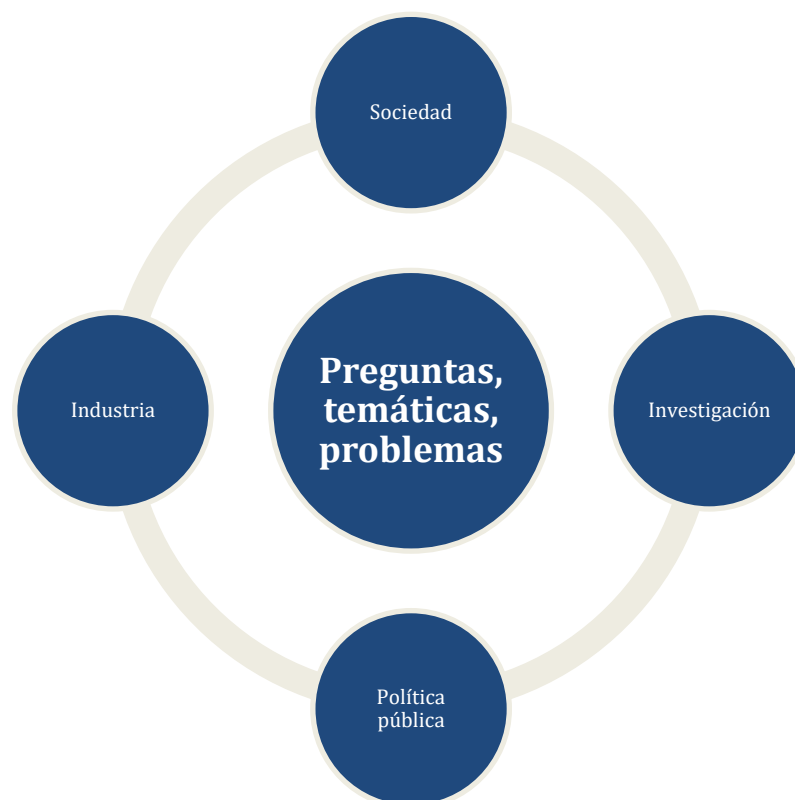 Sociedad
Preguntas,
temáticas,
problemas
Industria
Investigación
Política
pública